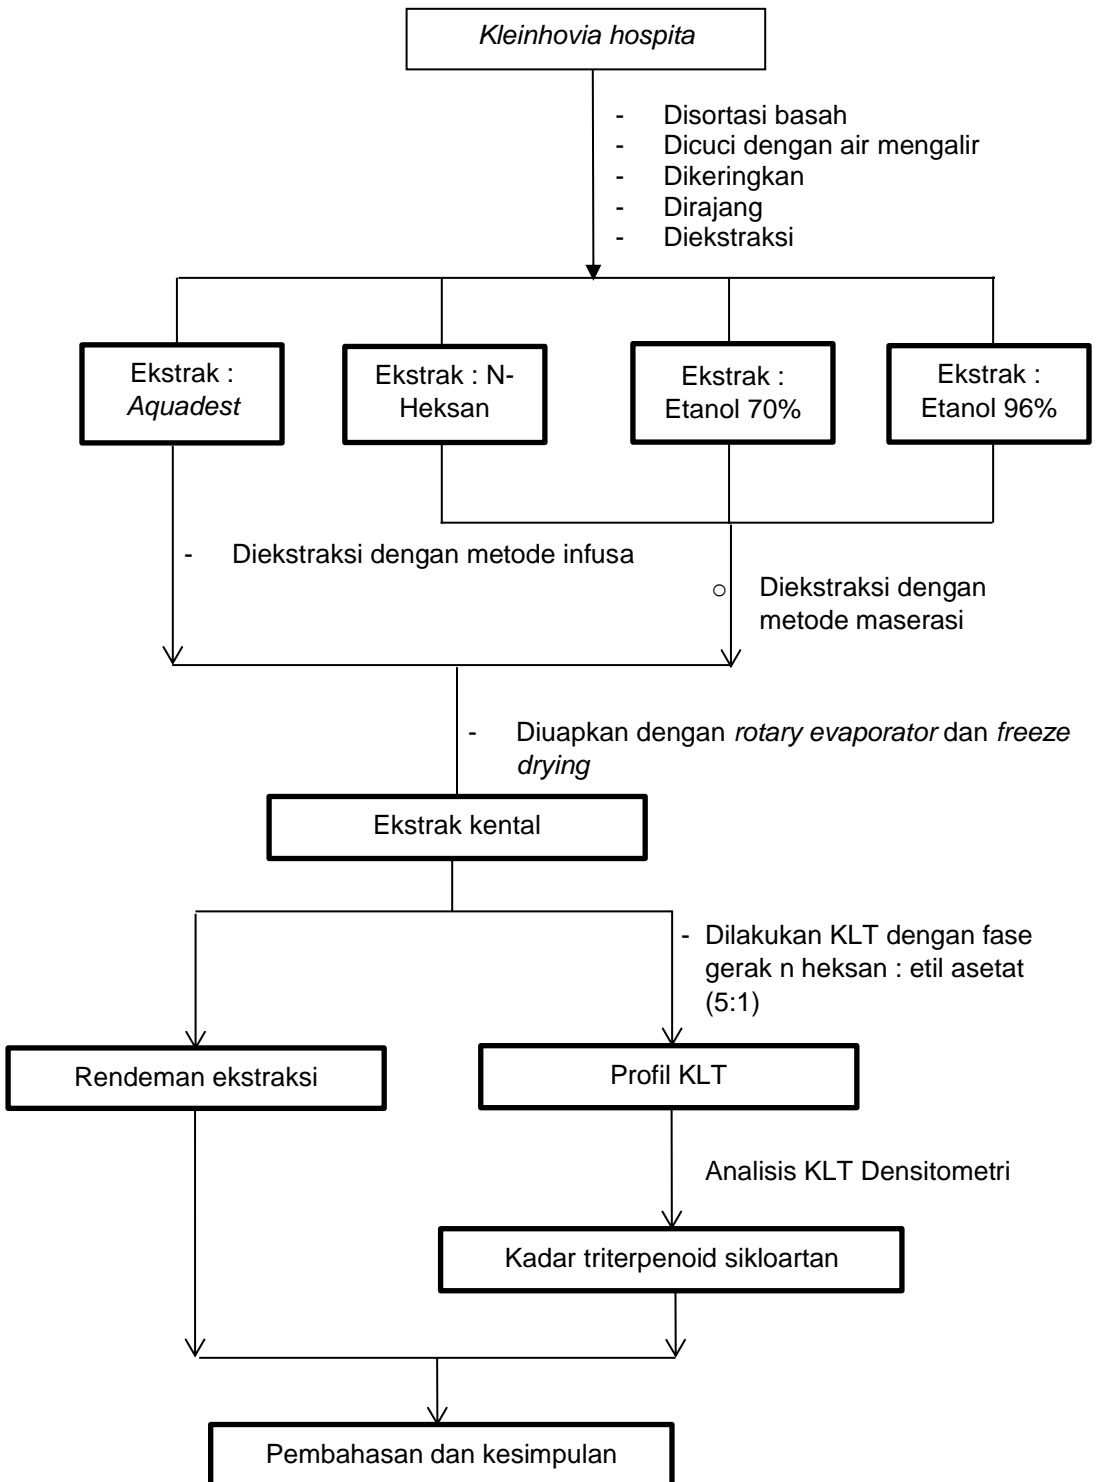 Kleinhovia hospita
- Disortasi basah
- Dicuci dengan air mengalir
- Dikeringkan
- Dirajang
- Diekstraksi
Ekstrak :
Aquadest
Ekstrak : N-
Heksan
Ekstrak :
Etanol 70%
Ekstrak :
Etanol 96%
- Diekstraksi dengan metode infusa
○ Diekstraksi dengan
metode maserasi
- Diuapkan dengan rotary evaporator dan freeze
drying
Ekstrak kental
- Dilakukan KLT dengan fase
gerak n heksan : etil asetat
(5:1)
Rendeman ekstraksi
Profil KLT
Analisis KLT Densitometri
Kadar triterpenoid sikloartan
Pembahasan dan kesimpulan